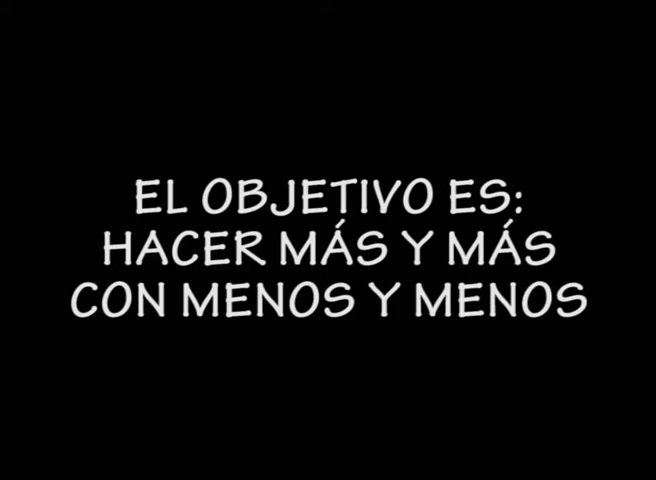 EL OBJETIVO ES:
HACER MÁS Y MÁS
CON MENOS Y MENOS